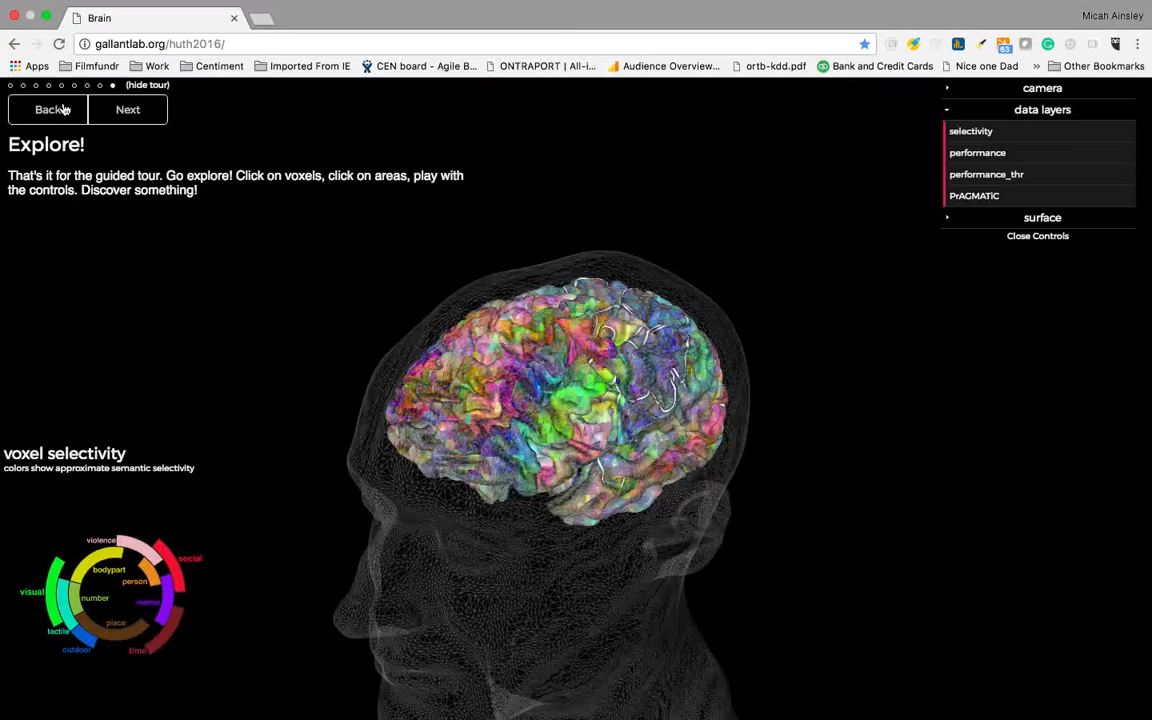 Brain
Micah Ainsley
gallantlab.org/huth2016/
63
Apps Filmfundr Work Centiment Imported From IE CEN board - Agile B... ONTRAPORT | All-i... Audience Overview... ortb-kdd.pdf Bank and Credit Cards Nice one Dad » Other Bookmarks
(hide tour)
Back Next
Explore!
That's it for the guided tour. Go explore! Click on voxels, click on areas, play with
the controls. Discover something!
camera
data layers
selectivity
performance
performance_thr
PrAGMATiC
surface
Close Controls
voxel selectivity
colors show approximate semantic selectivity
violence
social
bodypart
person
visual
number
place
tactile
outdoor
time